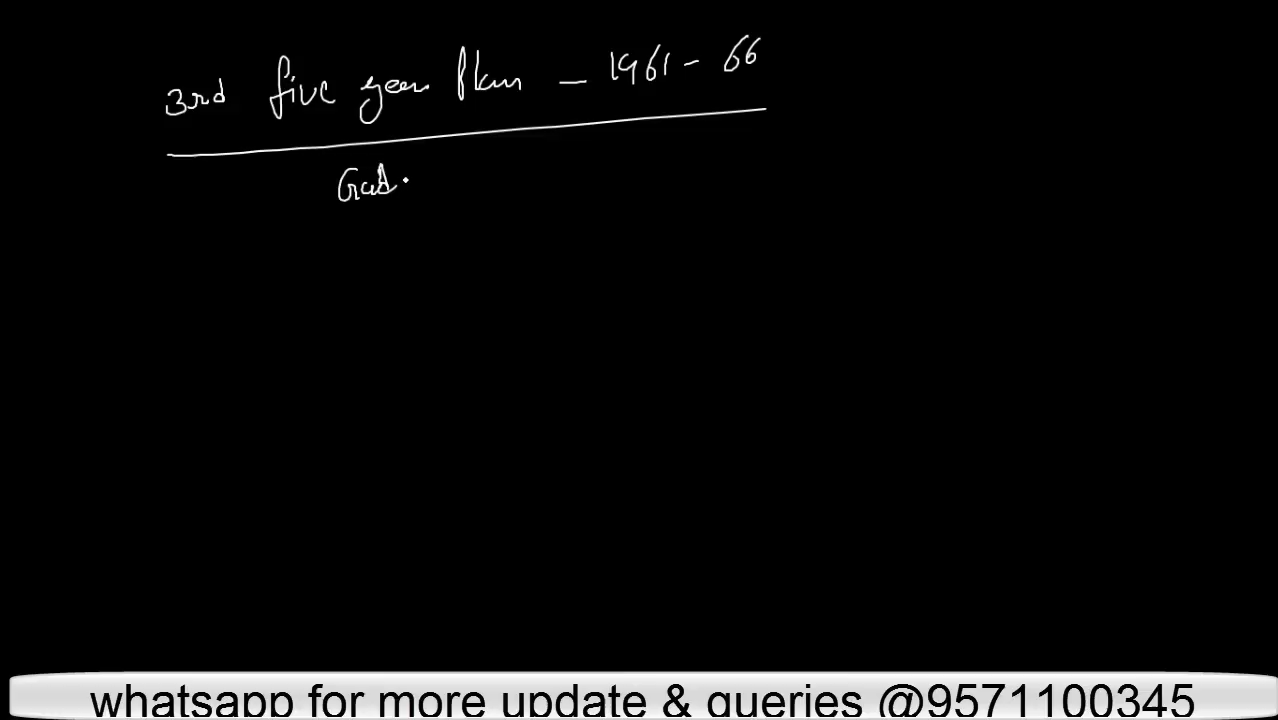 3rd five year Plan - 1961 - 66
whatsapp for more update & queries @9571100345